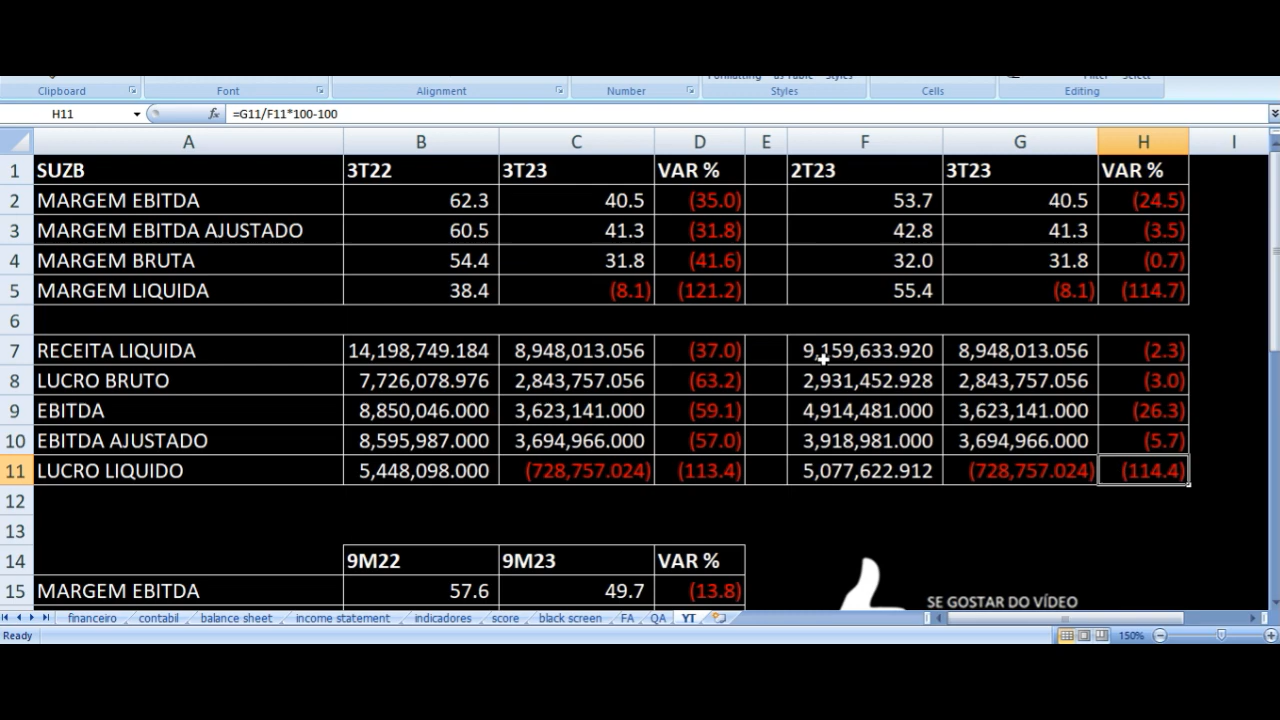 Clipboard Font Alignment Number Styles Cells Editing
H11 fx =G11/F11*100-100
A B C D E F G H I
1 SUZB 3T22 3T23 VAR % 2T23 3T23 VAR %
2 MARGEM EBITDA 62.3 40.5 (35.0) 53.7 40.5 (24.5)
3 MARGEM EBITDA AJUSTADO 60.5 41.3 (31.8) 42.8 41.3 (3.5)
4 MARGEM BRUTA 54.4 31.8 (41.6) 32.0 31.8 (0.7)
5 MARGEM LIQUIDA 38.4 (8.1) (121.2) 55.4 (8.1) (114.7)
6
7 RECEITA LIQUIDA 14,198,749.184 8,948,013.056 (37.0) 9,159,633.920 8,948,013.056 (2.3)
8 LUCRO BRUTO 7,726,078.976 2,843,757.056 (63.2) 2,931,452.928 2,843,757.056 (3.0)
9 EBITDA 8,850,046.000 3,623,141.000 (59.1) 4,914,481.000 3,623,141.000 (26.3)
10 EBITDA AJUSTADO 8,595,987.000 3,694,966.000 (57.0) 3,918,981.000 3,694,966.000 (5.7)
11 LUCRO LIQUIDO 5,448,098.000 (728,757.024) (113.4) 5,077,622.912 (728,757.024) (114.4)
12
13
14 9M22 9M23 VAR %
15 MARGEM EBITDA 57.6 49.7 (13.8)
SE GOSTAR DO VÍDEO
financeiro contabil balance sheet income statement indicadores score black screen FA QA YT
Ready 150%